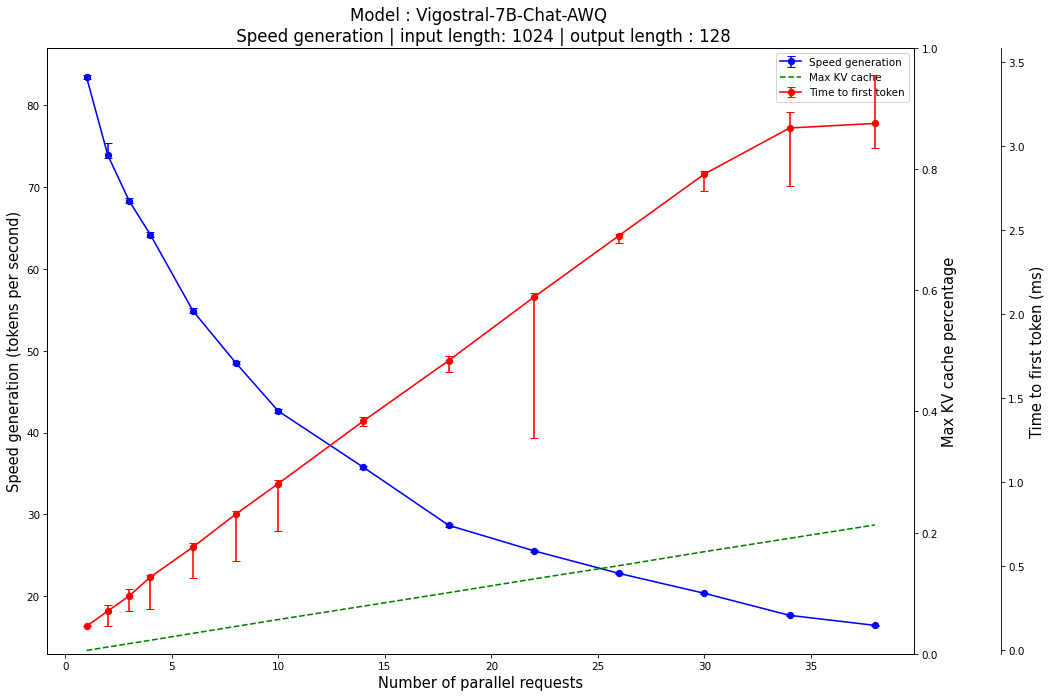 Model : Vigostral-7B-Chat-AWQ
Speed generation | input length: 1024 | output length : 128
Speed generation
Max KV cache
Time to first token
Speed generation (tokens per second)
80
70
60
50
40
30
20
1.0
0.8
0.6
0.4
0.2
0.0
Max KV cache percentage
3.5
3.0
2.5
2.0
1.5
1.0
0.5
0.0
Time to first token (ms)
0 5 10 15 20 25 30 35
Number of parallel requests